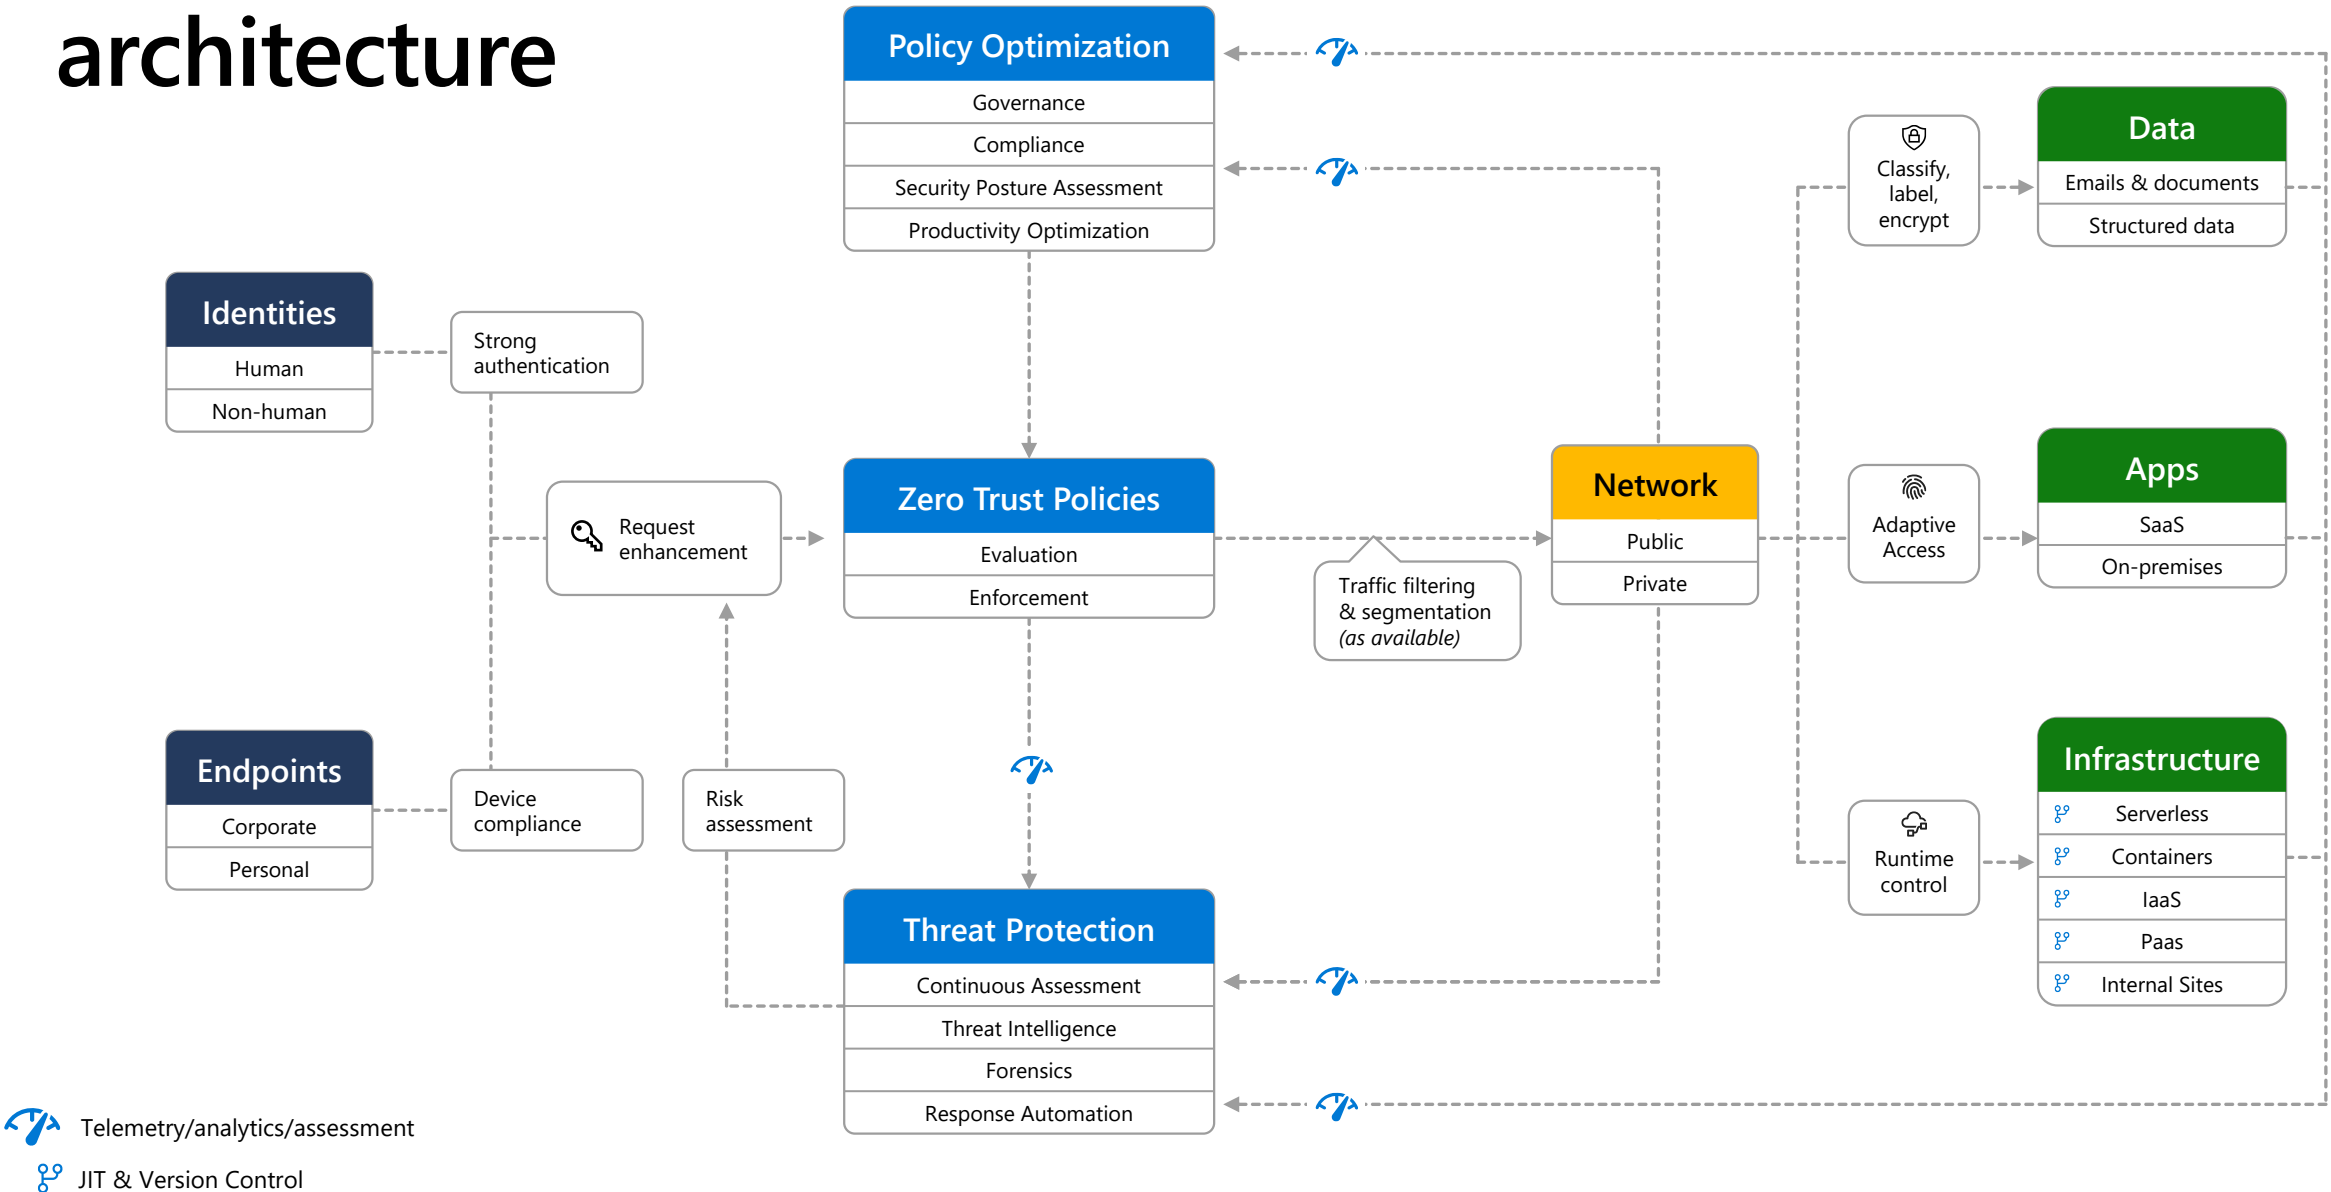 architecture
Policy Optimization
Governance
Compliance
Security Posture Assessment
Productivity Optimization
Identities
Human
Non-human
Strong
authentication
Endpoints
Corporate
Personal
Device
compliance
Request
enhancement
Risk
assessment
Zero Trust Policies
Evaluation
Enforcement
Threat Protection
Continuous Assessment
Threat Intelligence
Forensics
Response Automation
Traffic filtering
& segmentation
(as available)
Network
Public
Private
Classify,
label,
encrypt
Data
Emails & documents
Structured data
Adaptive
Access
Apps
SaaS
On-premises
Runtime
control
Infrastructure
Serverless
Containers
IaaS
Paas
Internal Sites
Telemetry/analytics/assessment
JIT & Version Control